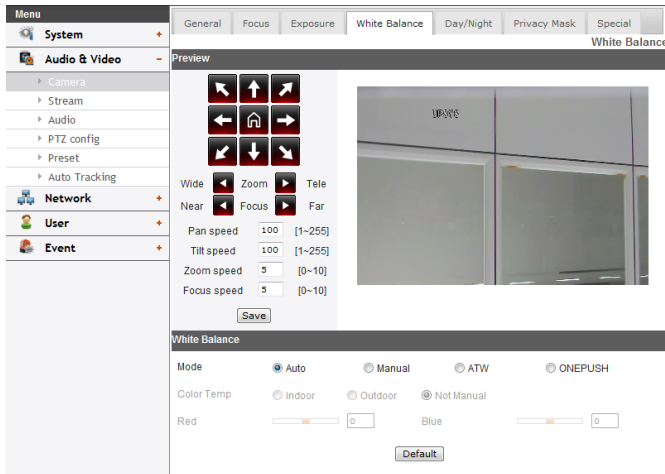 Menu
System +
Audio & Video -
Camera
Stream
Audio
PTZ config
Preset
Auto Tracking
Network +
User +
Event +
General Focus Exposure White Balance Day/Night Privacy Mask Special
White Balance
Preview
Wide Zoom Tele
Near Focus Far
Pan speed 100 [1~255]
Tilt speed 100 [1~255]
Zoom speed 5 [0~10]
Focus speed 5 [0~10]
Save
White Balance
Mode Auto Manual ATW ONEPUSH
Color Temp Indoor Outdoor Not Manual
Red 0 Blue 0
Default